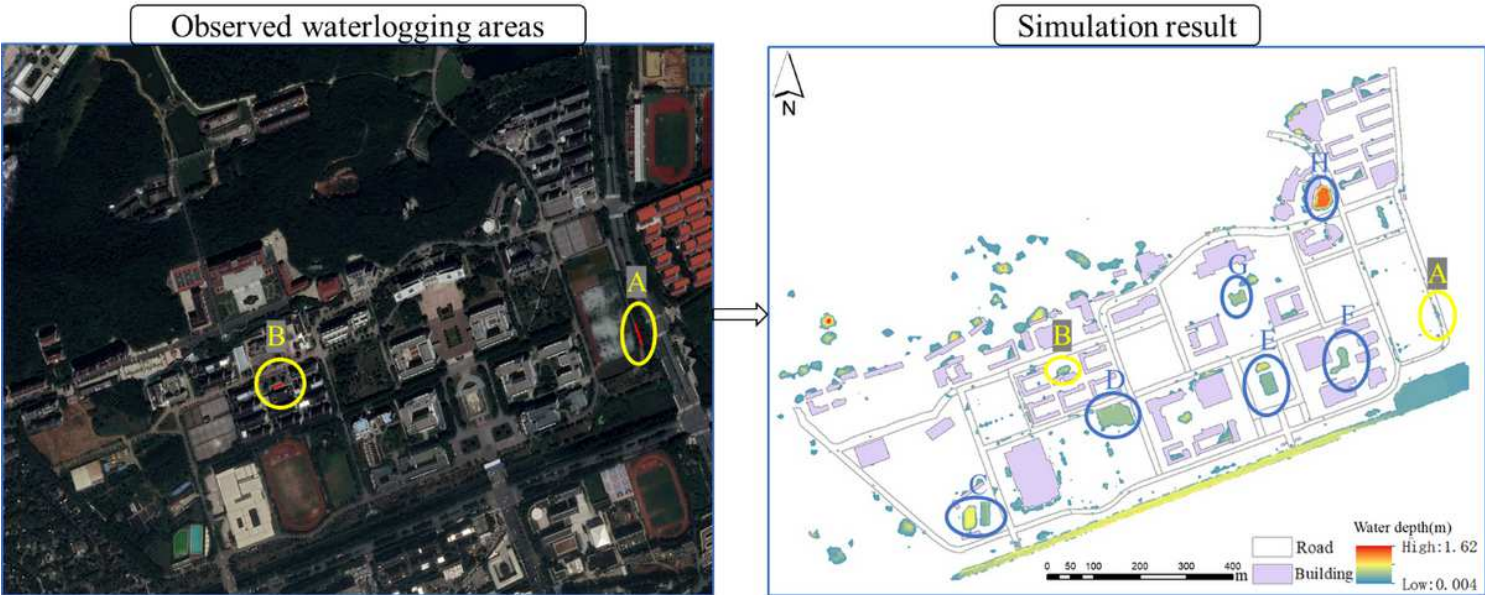 Observed waterlogging areas
Simulation result
A
B
N
H
A
G
F
E
B
D
C
Water depth(m)
High:1.62
Low:0.004
Road
Building
0 50 100 200 300 400
m